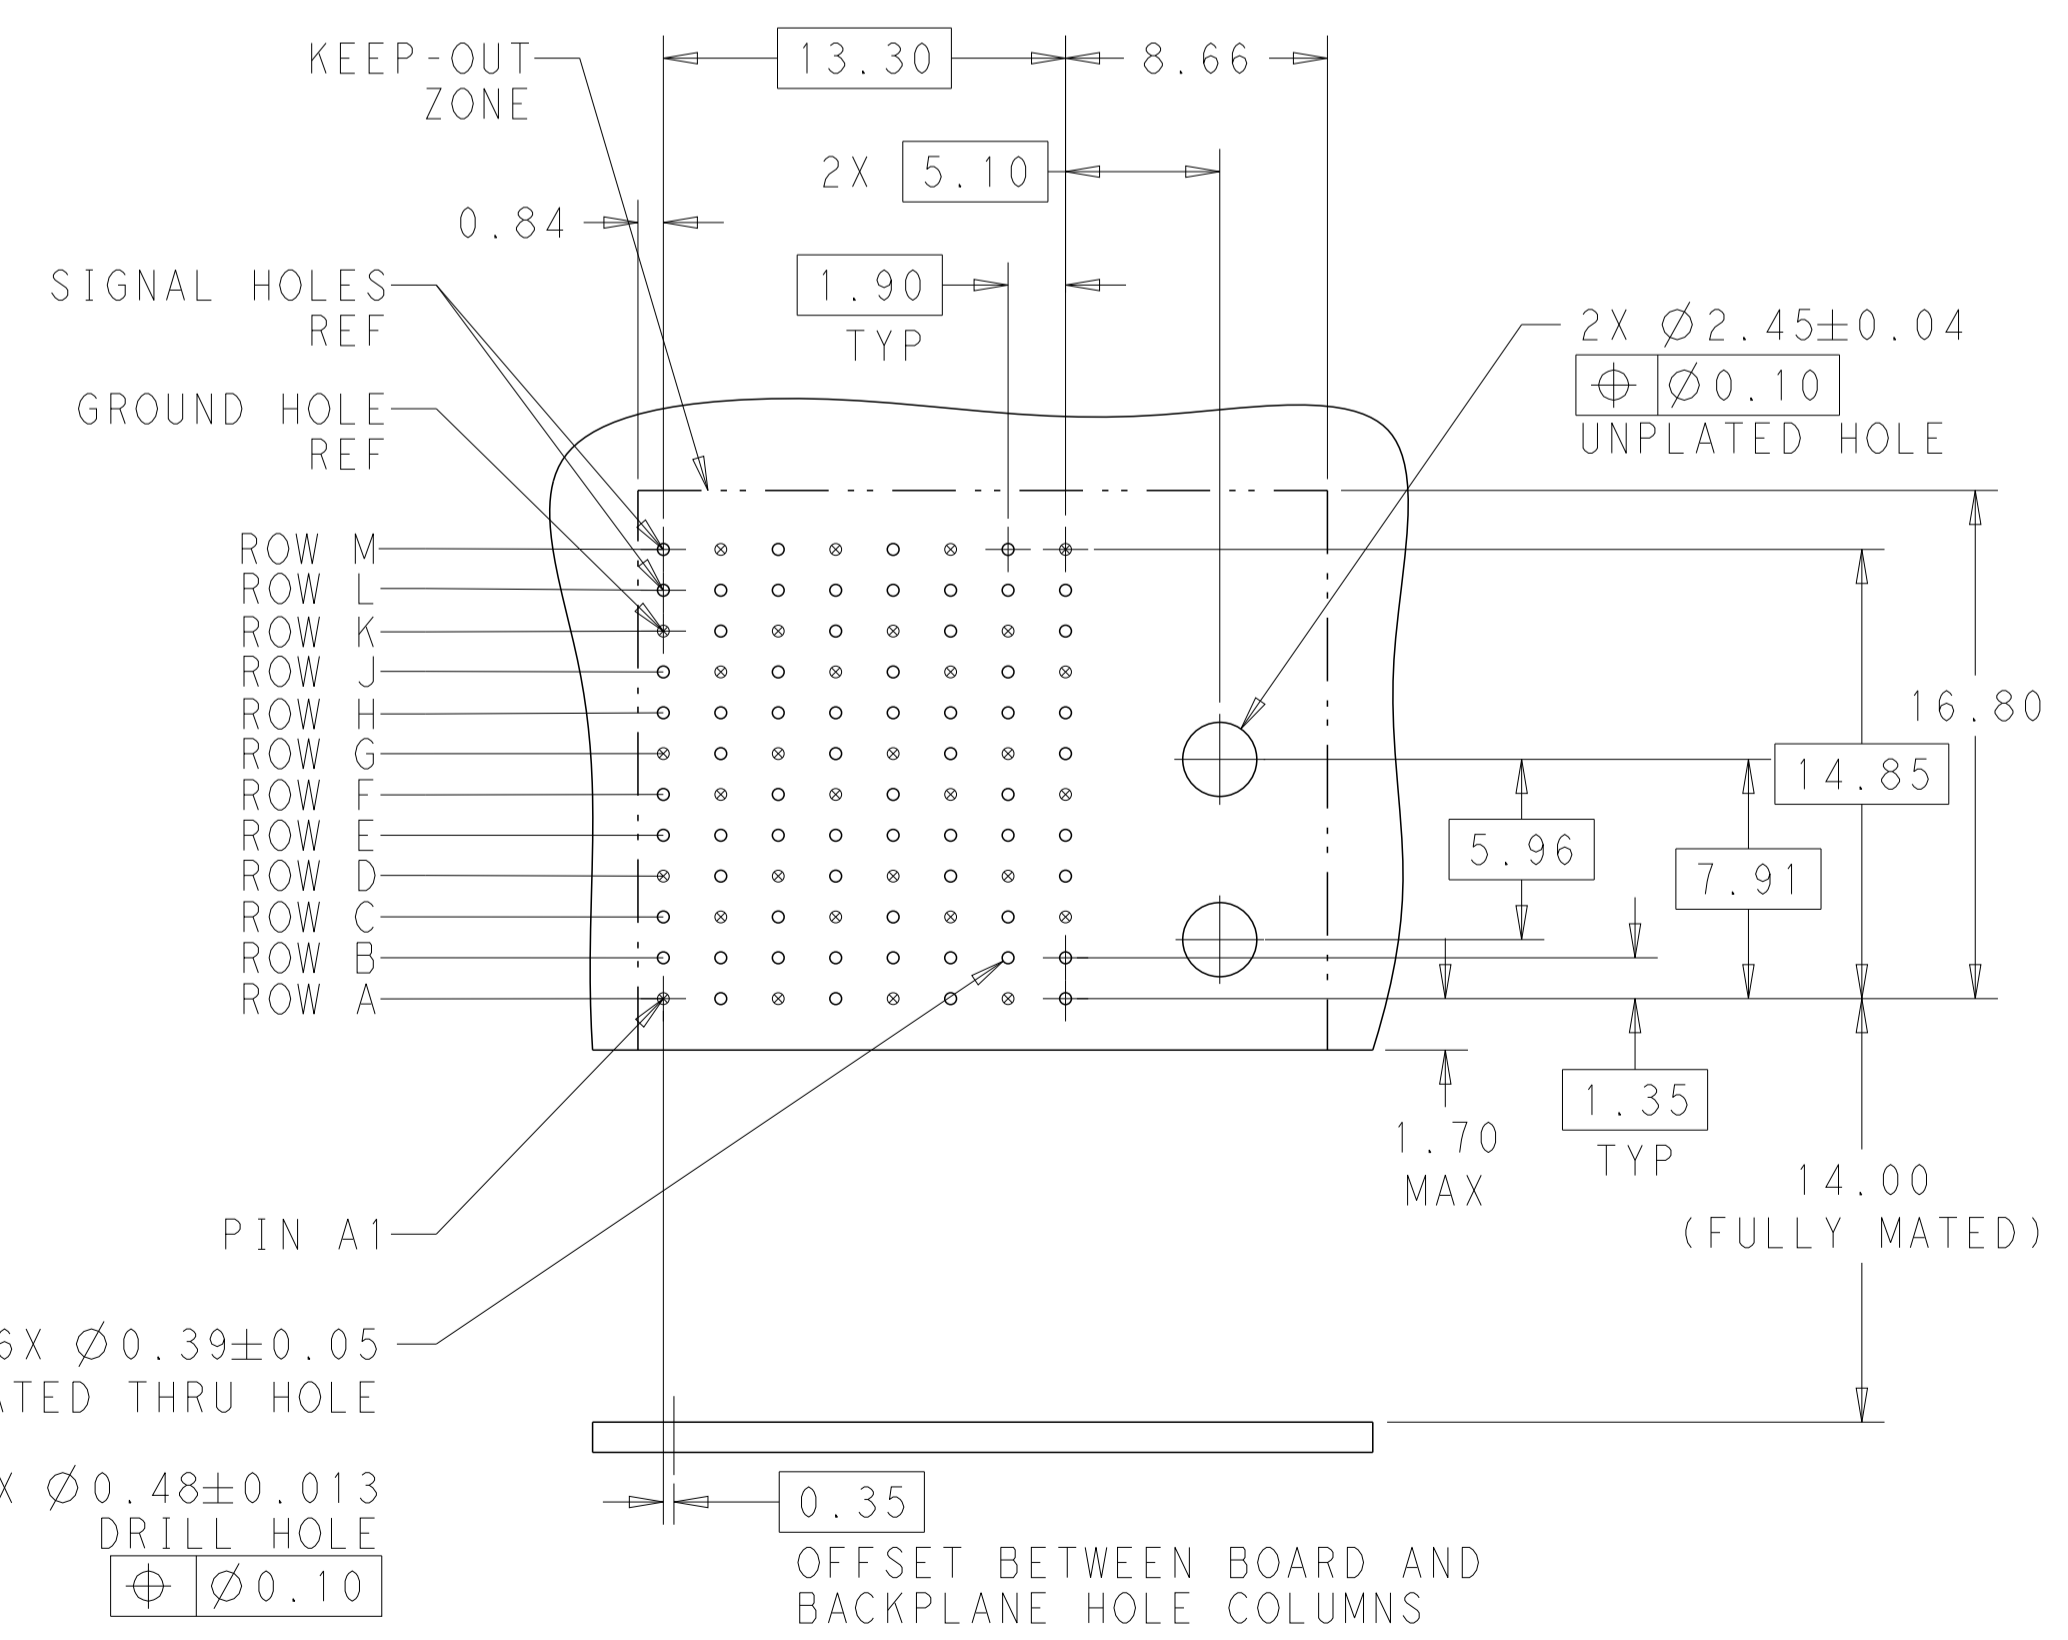 KEEP-OUT
ZONE
13.30
8.66
2X 5.10
0.84
SIGNAL HOLES
REF
1.90
TYP
2X Ø2.45±0.04
⌖ Ø0.10
UNPLATED HOLE
GROUND HOLE
REF
ROW M
ROW L
ROW K
ROW J
ROW H
ROW G
ROW F
ROW E
ROW D
ROW C
ROW B
ROW A
16.80
14.85
5.96
7.91
1.35
TYP
1.70
MAX
14.00
(FULLY MATED)
PIN A1
6X Ø0.39±0.05
ATED THRU HOLE
X Ø0.48±0.013
DRILL HOLE
⌖ Ø0.10
0.35
OFFSET BETWEEN BOARD AND
BACKPLANE HOLE COLUMNS